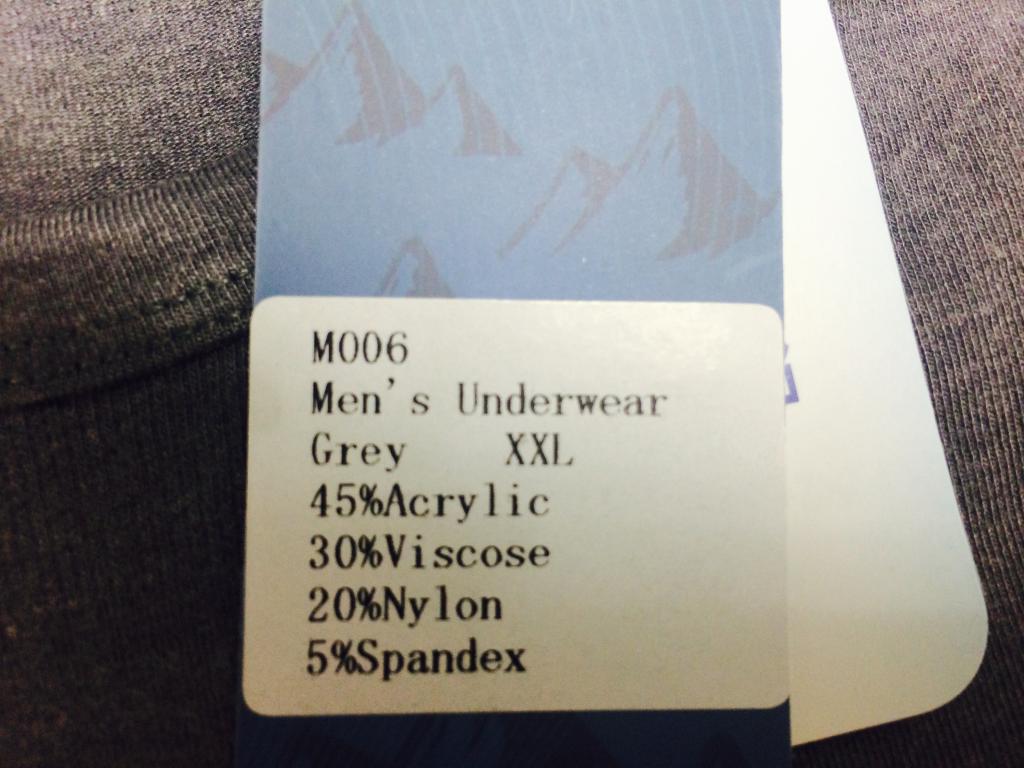 M006
Men's Underwear
Grey XXL
45%Acrylic
30%Viscose
20%Nylon
5%Spandex